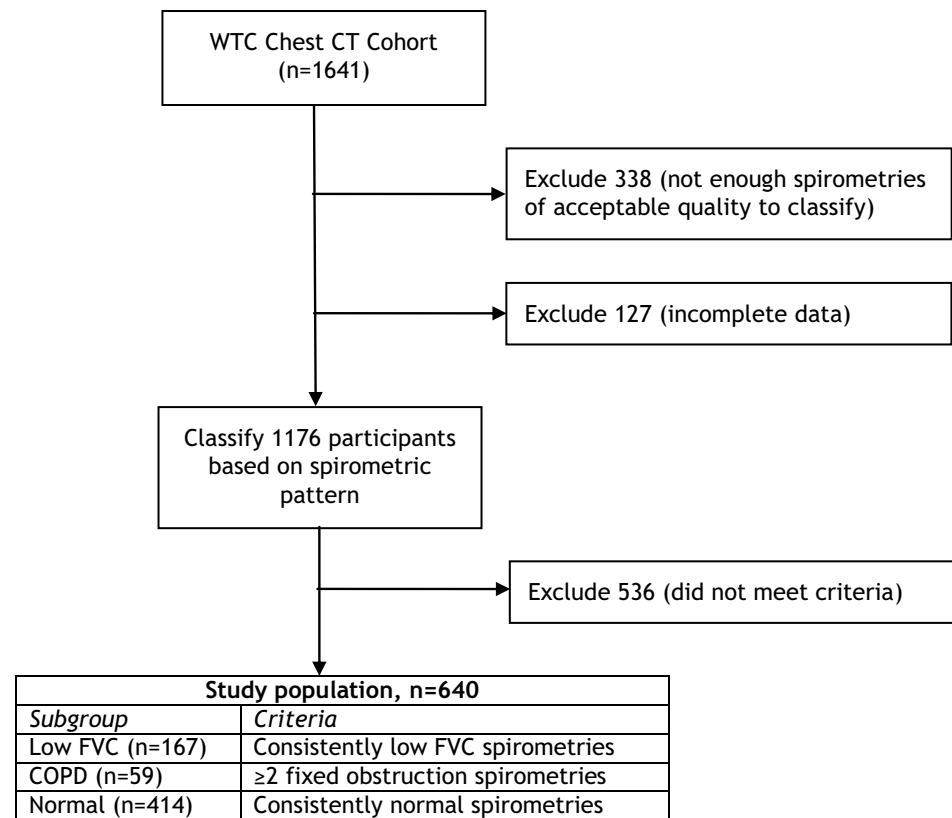 WTC Chest CT Cohort
(n=1641)
Exclude 338 (not enough spirometries
of acceptable quality to classify)
Exclude 127 (incomplete data)
Classify 1176 participants
based on spirometric
pattern
Exclude 536 (did not meet criteria)
Study population, n=640
Subgroup Criteria
Low FVC (n=167) Consistently low FVC spirometries
COPD (n=59) ≥2 fixed obstruction spirometries
Normal (n=414) Consistently normal spirometries